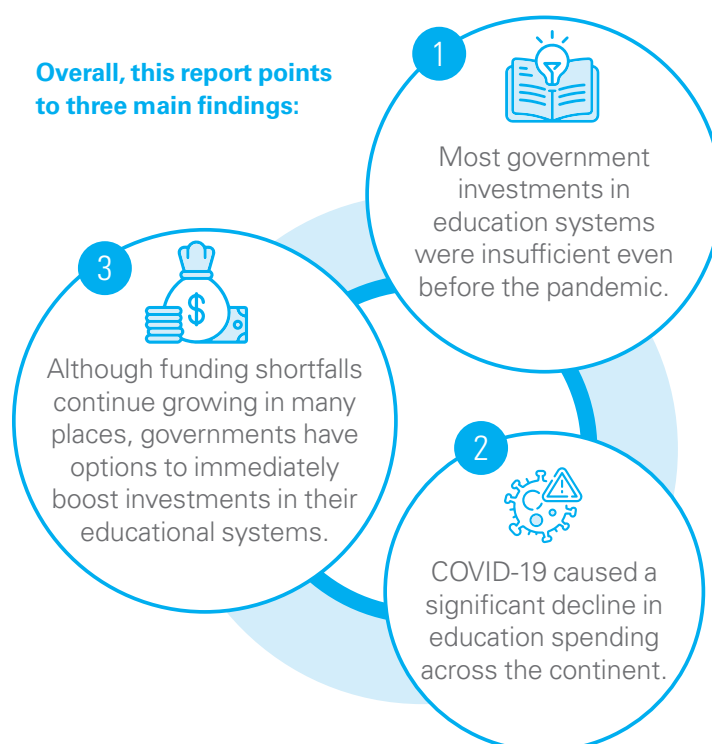 Overall, this report points
to three main findings:
1
Most government
investments in
education systems
were insufficient even
before the pandemic.
2
COVID-19 caused a
significant decline in
education spending
across the continent.
3
$
Although funding shortfalls
continue growing in many
places, governments have
options to immediately
boost investments in their
educational systems.